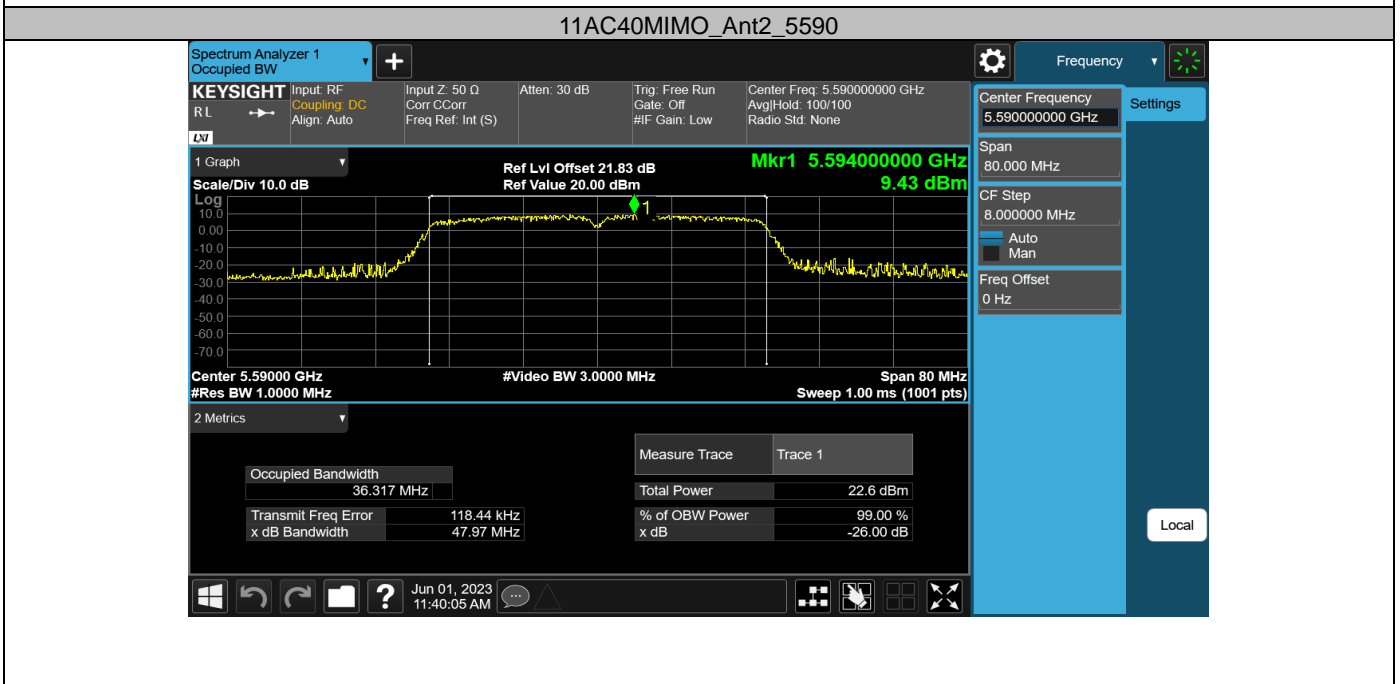 11AC40MIMO_Ant2_5590
Spectrum Analyzer 1
Occupied BW
+
Frequency
KEYSIGHT
R L
LXI
Input: RF
Coupling: DC
Align: Auto
Input Z: 50 Ω
Corr CCorr
Freq Ref: Int (S)
Atten: 30 dB
Trig: Free Run
Gate: Off
#IF Gain: Low
Center Freq: 5.590000000 GHz
Avg|Hold: 100/100
Radio Std: None
Center Frequency
5.590000000 GHz
Settings
Span
80.000 MHz
CF Step
8.000000 MHz
Auto
Man
Freq Offset
0 Hz
1 Graph
Scale/Div 10.0 dB
Ref Lvl Offset 21.83 dB
Ref Value 20.00 dBm
Mkr1 5.594000000 GHz
9.43 dBm
Log
10.0
0.00
-10.0
-20.0
-30.0
-40.0
-50.0
-60.0
-70.0
1
Center 5.59000 GHz
#Res BW 1.0000 MHz
#Video BW 3.0000 MHz
Span 80 MHz
Sweep 1.00 ms (1001 pts)
2 Metrics
Measure Trace Trace 1
Occupied Bandwidth
36.317 MHz
Total Power 22.6 dBm
Transmit Freq Error 118.44 kHz
% of OBW Power 99.00 %
x dB Bandwidth 47.97 MHz
x dB -26.00 dB
Local
?
Jun 01, 2023
11:40:05 AM